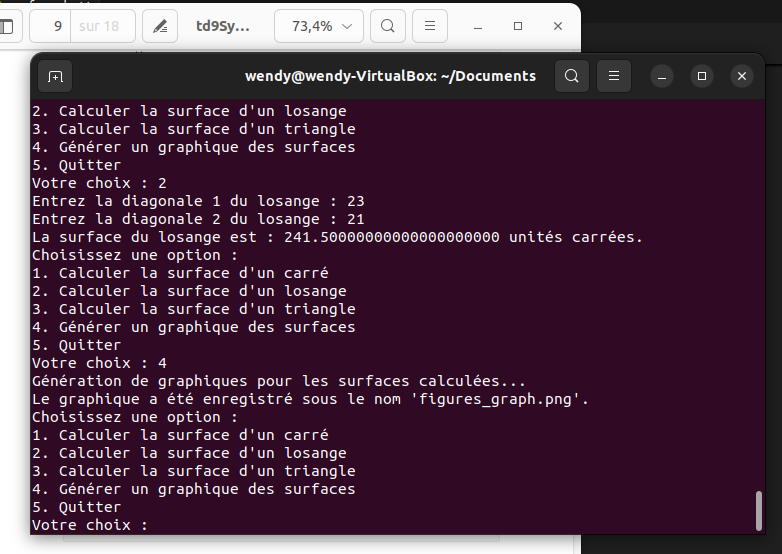 9 sur 18 td9Sy... 73,4%
wendy@wendy-VirtualBox: ~/Documents
2. Calculer la surface d'un losange
3. Calculer la surface d'un triangle
4. Générer un graphique des surfaces
5. Quitter
Votre choix : 2
Entrez la diagonale 1 du losange : 23
Entrez la diagonale 2 du losange : 21
La surface du losange est : 241.50000000000000000000 unités carrées.
Choisissez une option :
1. Calculer la surface d'un carré
2. Calculer la surface d'un losange
3. Calculer la surface d'un triangle
4. Générer un graphique des surfaces
5. Quitter
Votre choix : 4
Génération de graphiques pour les surfaces calculées...
Le graphique a été enregistré sous le nom 'figures_graph.png'.
Choisissez une option :
1. Calculer la surface d'un carré
2. Calculer la surface d'un losange
3. Calculer la surface d'un triangle
4. Générer un graphique des surfaces
5. Quitter
Votre choix :